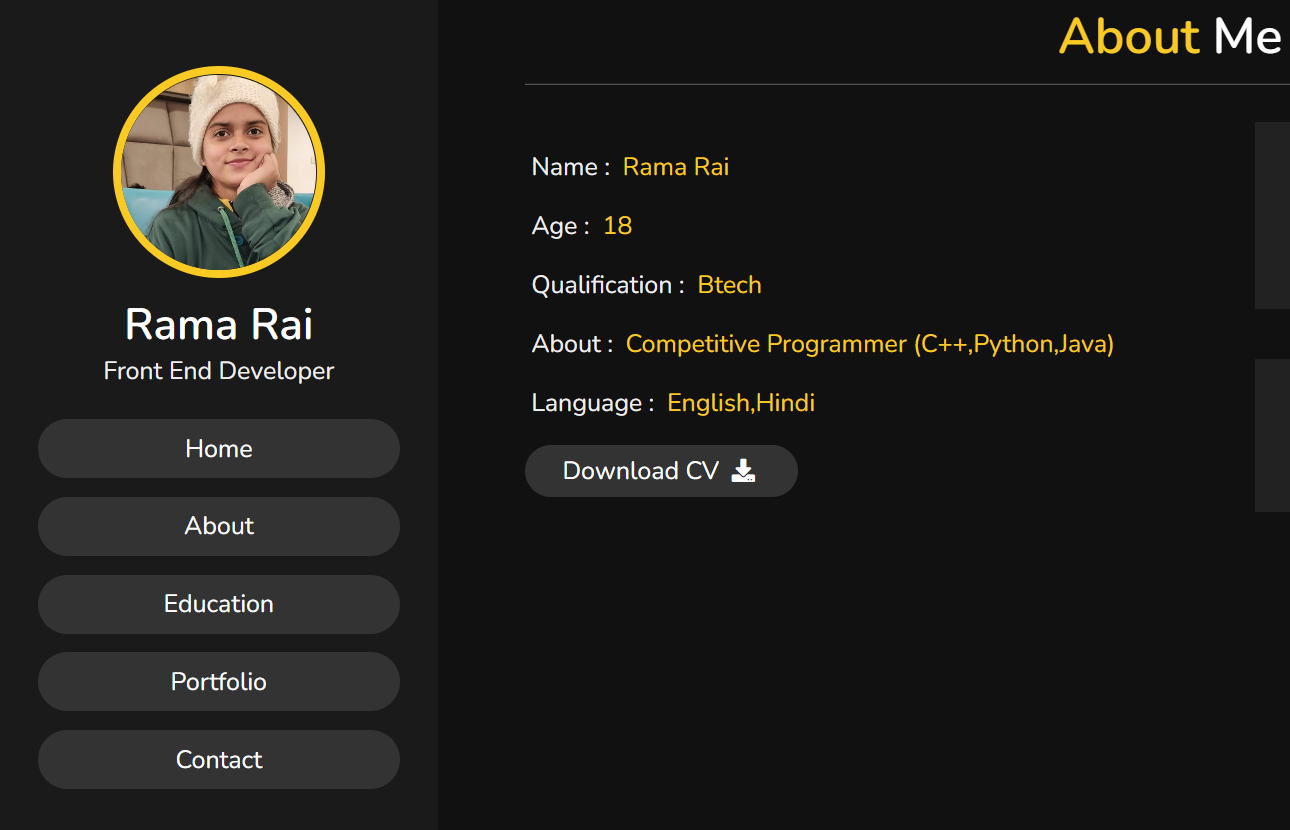 Rama Rai
Front End Developer
Home
About
Education
Portfolio
Contact
About Me
Name : Rama Rai
Age : 18
Qualification : Btech
About : Competitive Programmer (C++,Python,Java)
Language : English,Hindi
Download CV